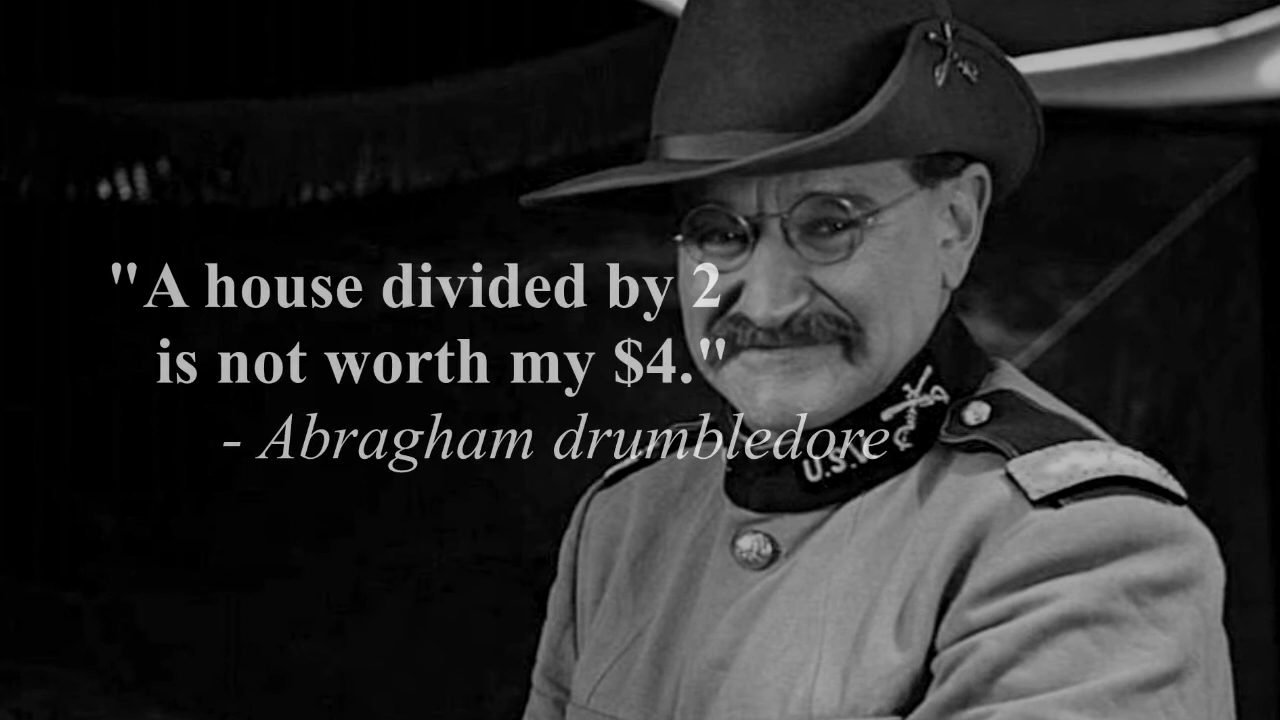 "A house divided by 2
is not worth my $4."
- Abragham drumbledore
U.S.V